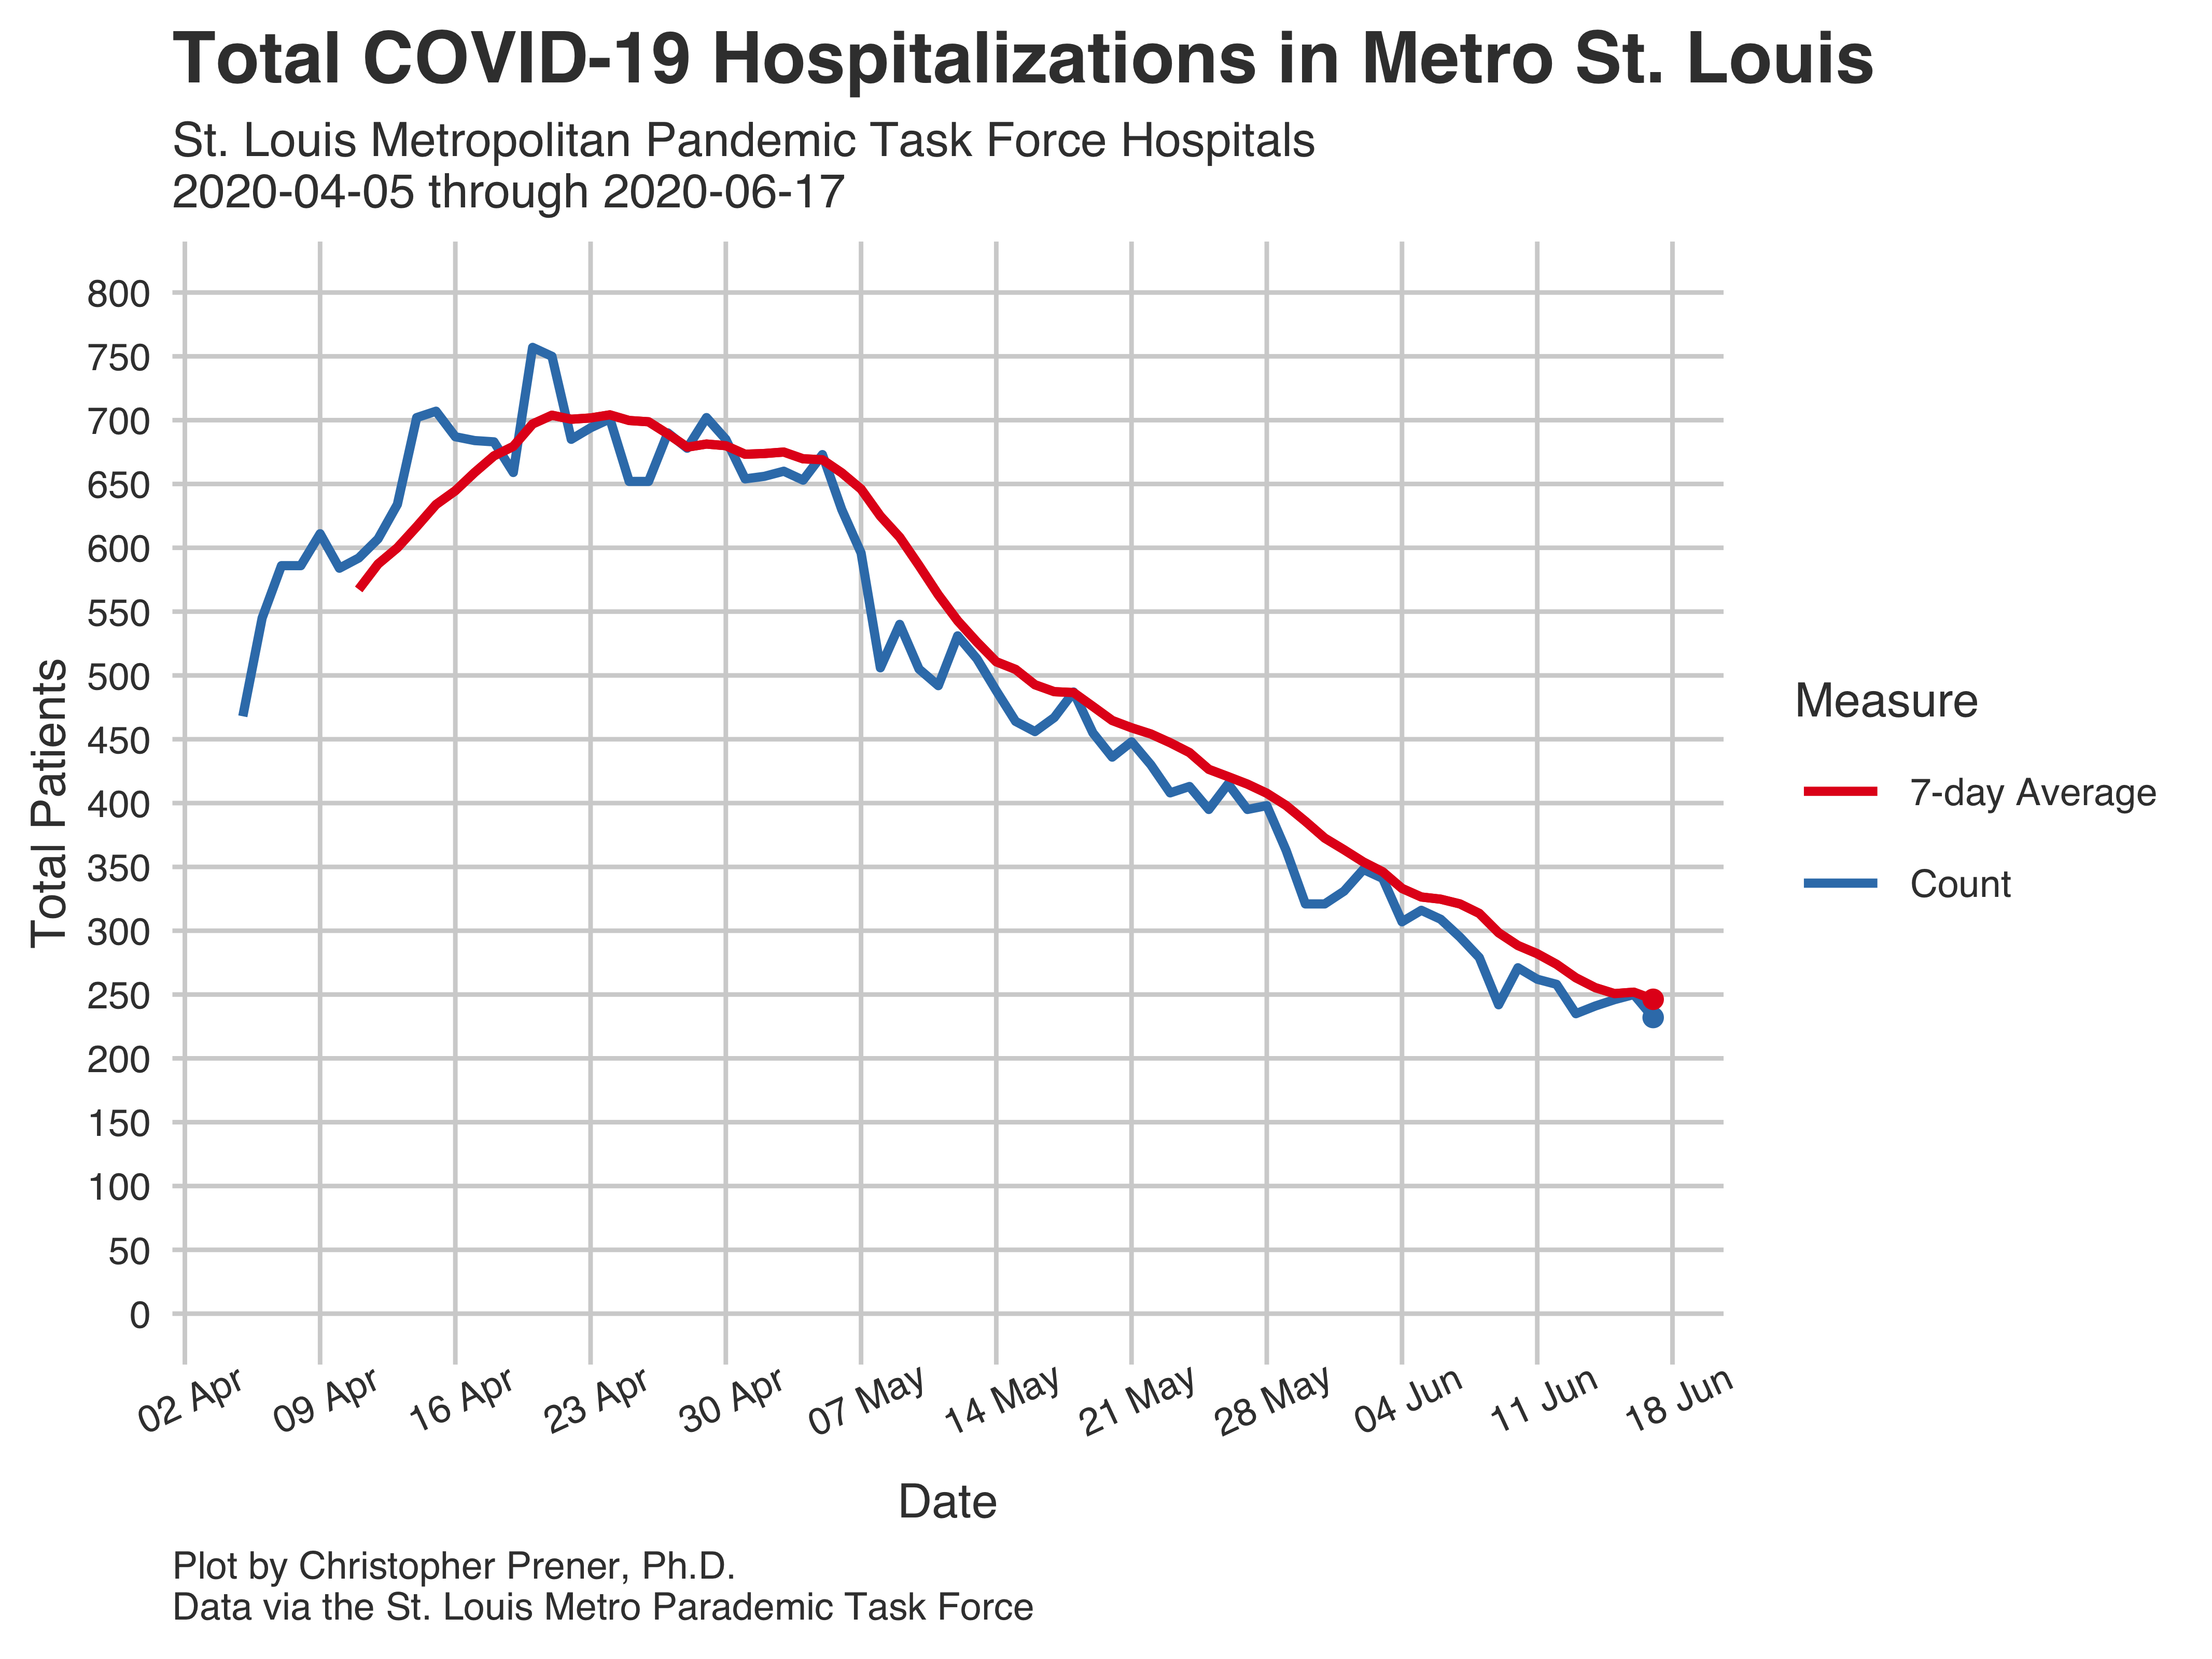 Total COVID-19 Hospitalizations in Metro St. Louis
St. Louis Metropolitan Pandemic Task Force Hospitals
2020-04-05 through 2020-06-17
800
750
700
650
600
550
500
450
400
350
300
250
200
150
100
50
0
Total Patients
02 Apr
09 Apr
16 Apr
23 Apr
30 Apr
07 May
14 May
21 May
28 May
04 Jun
11 Jun
18 Jun
Date
Measure
7-day Average
Count
Plot by Christopher Prener, Ph.D.
Data via the St. Louis Metro Parademic Task Force